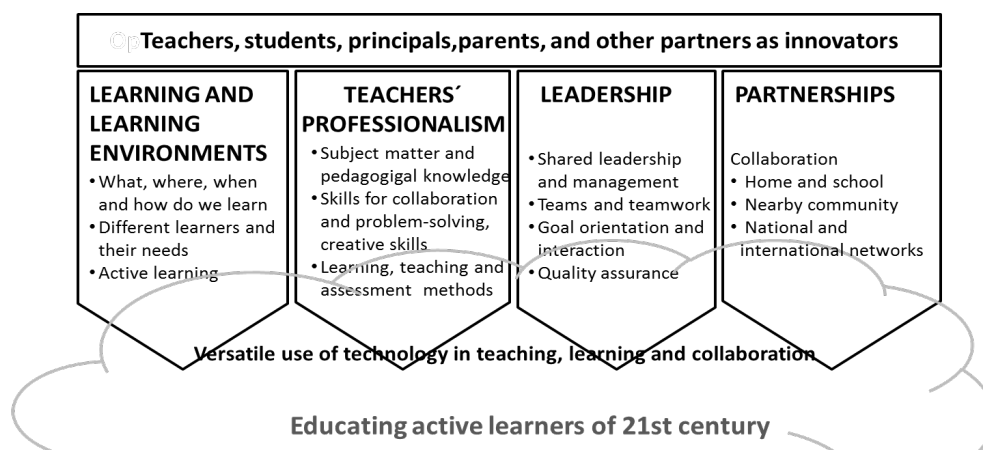 OpTeachers, students, principals,parents, and other partners as innovators
LEARNING AND
LEARNING
ENVIRONMENTS
•What, where, when
and how do we learn
•Different learners and
their needs
•Active learning
TEACHERS´
PROFESSIONALISM
•Subject matter and
pedagogigal knowledge
•Skills for collaboration
and problem-solving,
creative skills
•Learning, teaching and
assessment methods
LEADERSHIP
•Shared leadership
and management
•Teams and teamwork
•Goal orientation and
interaction
•Quality assurance
PARTNERSHIPS
Collaboration
• Home and school
• Nearby community
• National and
international networks
Versatile use of technology in teaching, learning and collaboration
Educating active learners of 21st century